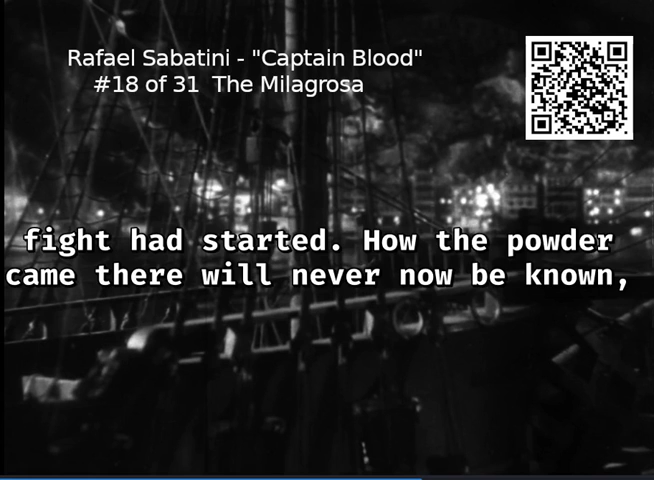 Rafael Sabatini - "Captain Blood"
#18 of 31 The Milagrosa
fight had started. How the powder
came there will never now be known,